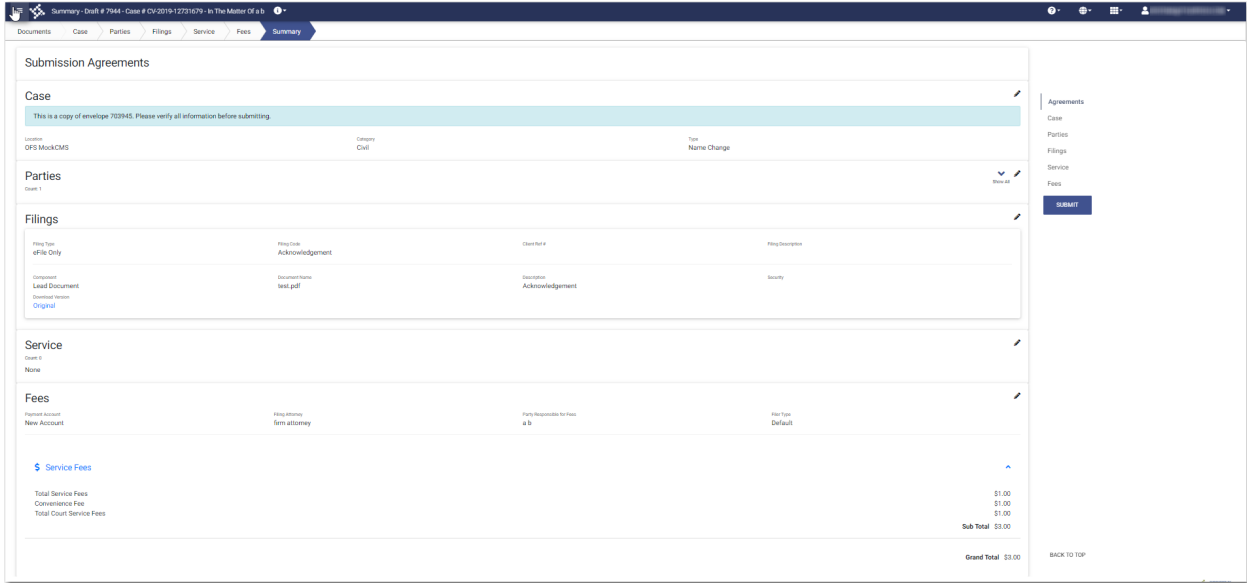 Summary - Draft # 7944 - Case # CV-2019-12731679 - In The Matter Of a b
Documents Case Parties Filings Service Fees Summary
Submission Agreements
Case
This is a copy of envelope 703945. Please verify all information before submitting.
Location Category Type
OFS MockCMS Civil Name Change
Parties
Count: 1
Show All
Filings
Filing Type Filing Code Client Ref # Filing Description
eFile Only Acknowledgement
Component Document Name Description Security
Lead Document test.pdf Acknowledgement
Download Version
Original
Service
Count: 0
None
Fees
Payment Account Filing Attorney Party Responsible for Fees Filer Type
New Account firm attorney a b Default
$ Service Fees
Total Service Fees $1.00
Convenience Fee $1.00
Total Court Service Fees $1.00
Sub Total $3.00
Grand Total $3.00
Agreements
Case
Parties
Filings
Service
Fees
SUBMIT
BACK TO TOP